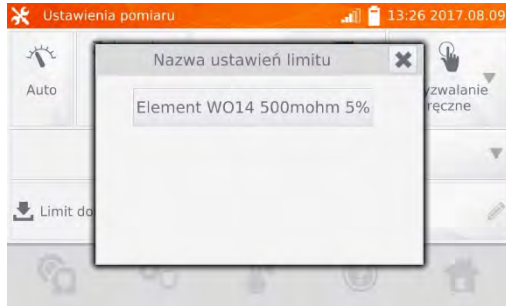 Ustawienia pomiaru
13:26 2017.08.09
Nazwa ustawień limitu
Auto
yzwalanie
ręczne
Element WO14 500mohm 5%
Limit do